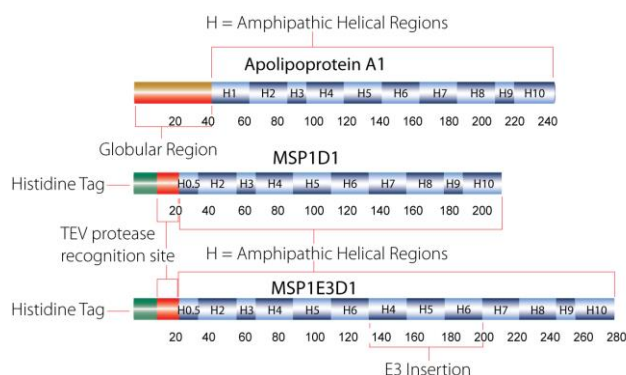 H = Amphipathic Helical Regions
Apolipoprotein A1
H1 H2 H3 H4 H5 H6 H7 H8 H9 H10
20 40 60 80 100 120 140 160 180 200 220 240
Globular Region
MSP1D1
Histidine Tag
H0.5 H2 H3 H4 H5 H6 H7 H8 H9 H10
20 40 60 80 100 120 140 160 180 200
TEV protease
recognition site
H = Amphipathic Helical Regions
MSP1E3D1
Histidine Tag
H0.5 H2 H3 H4 H5 H6 H4 H5 H6 H7 H8 H9 H10
20 40 60 80 100 120 140 160 180 200 220 240 260 280
E3 Insertion